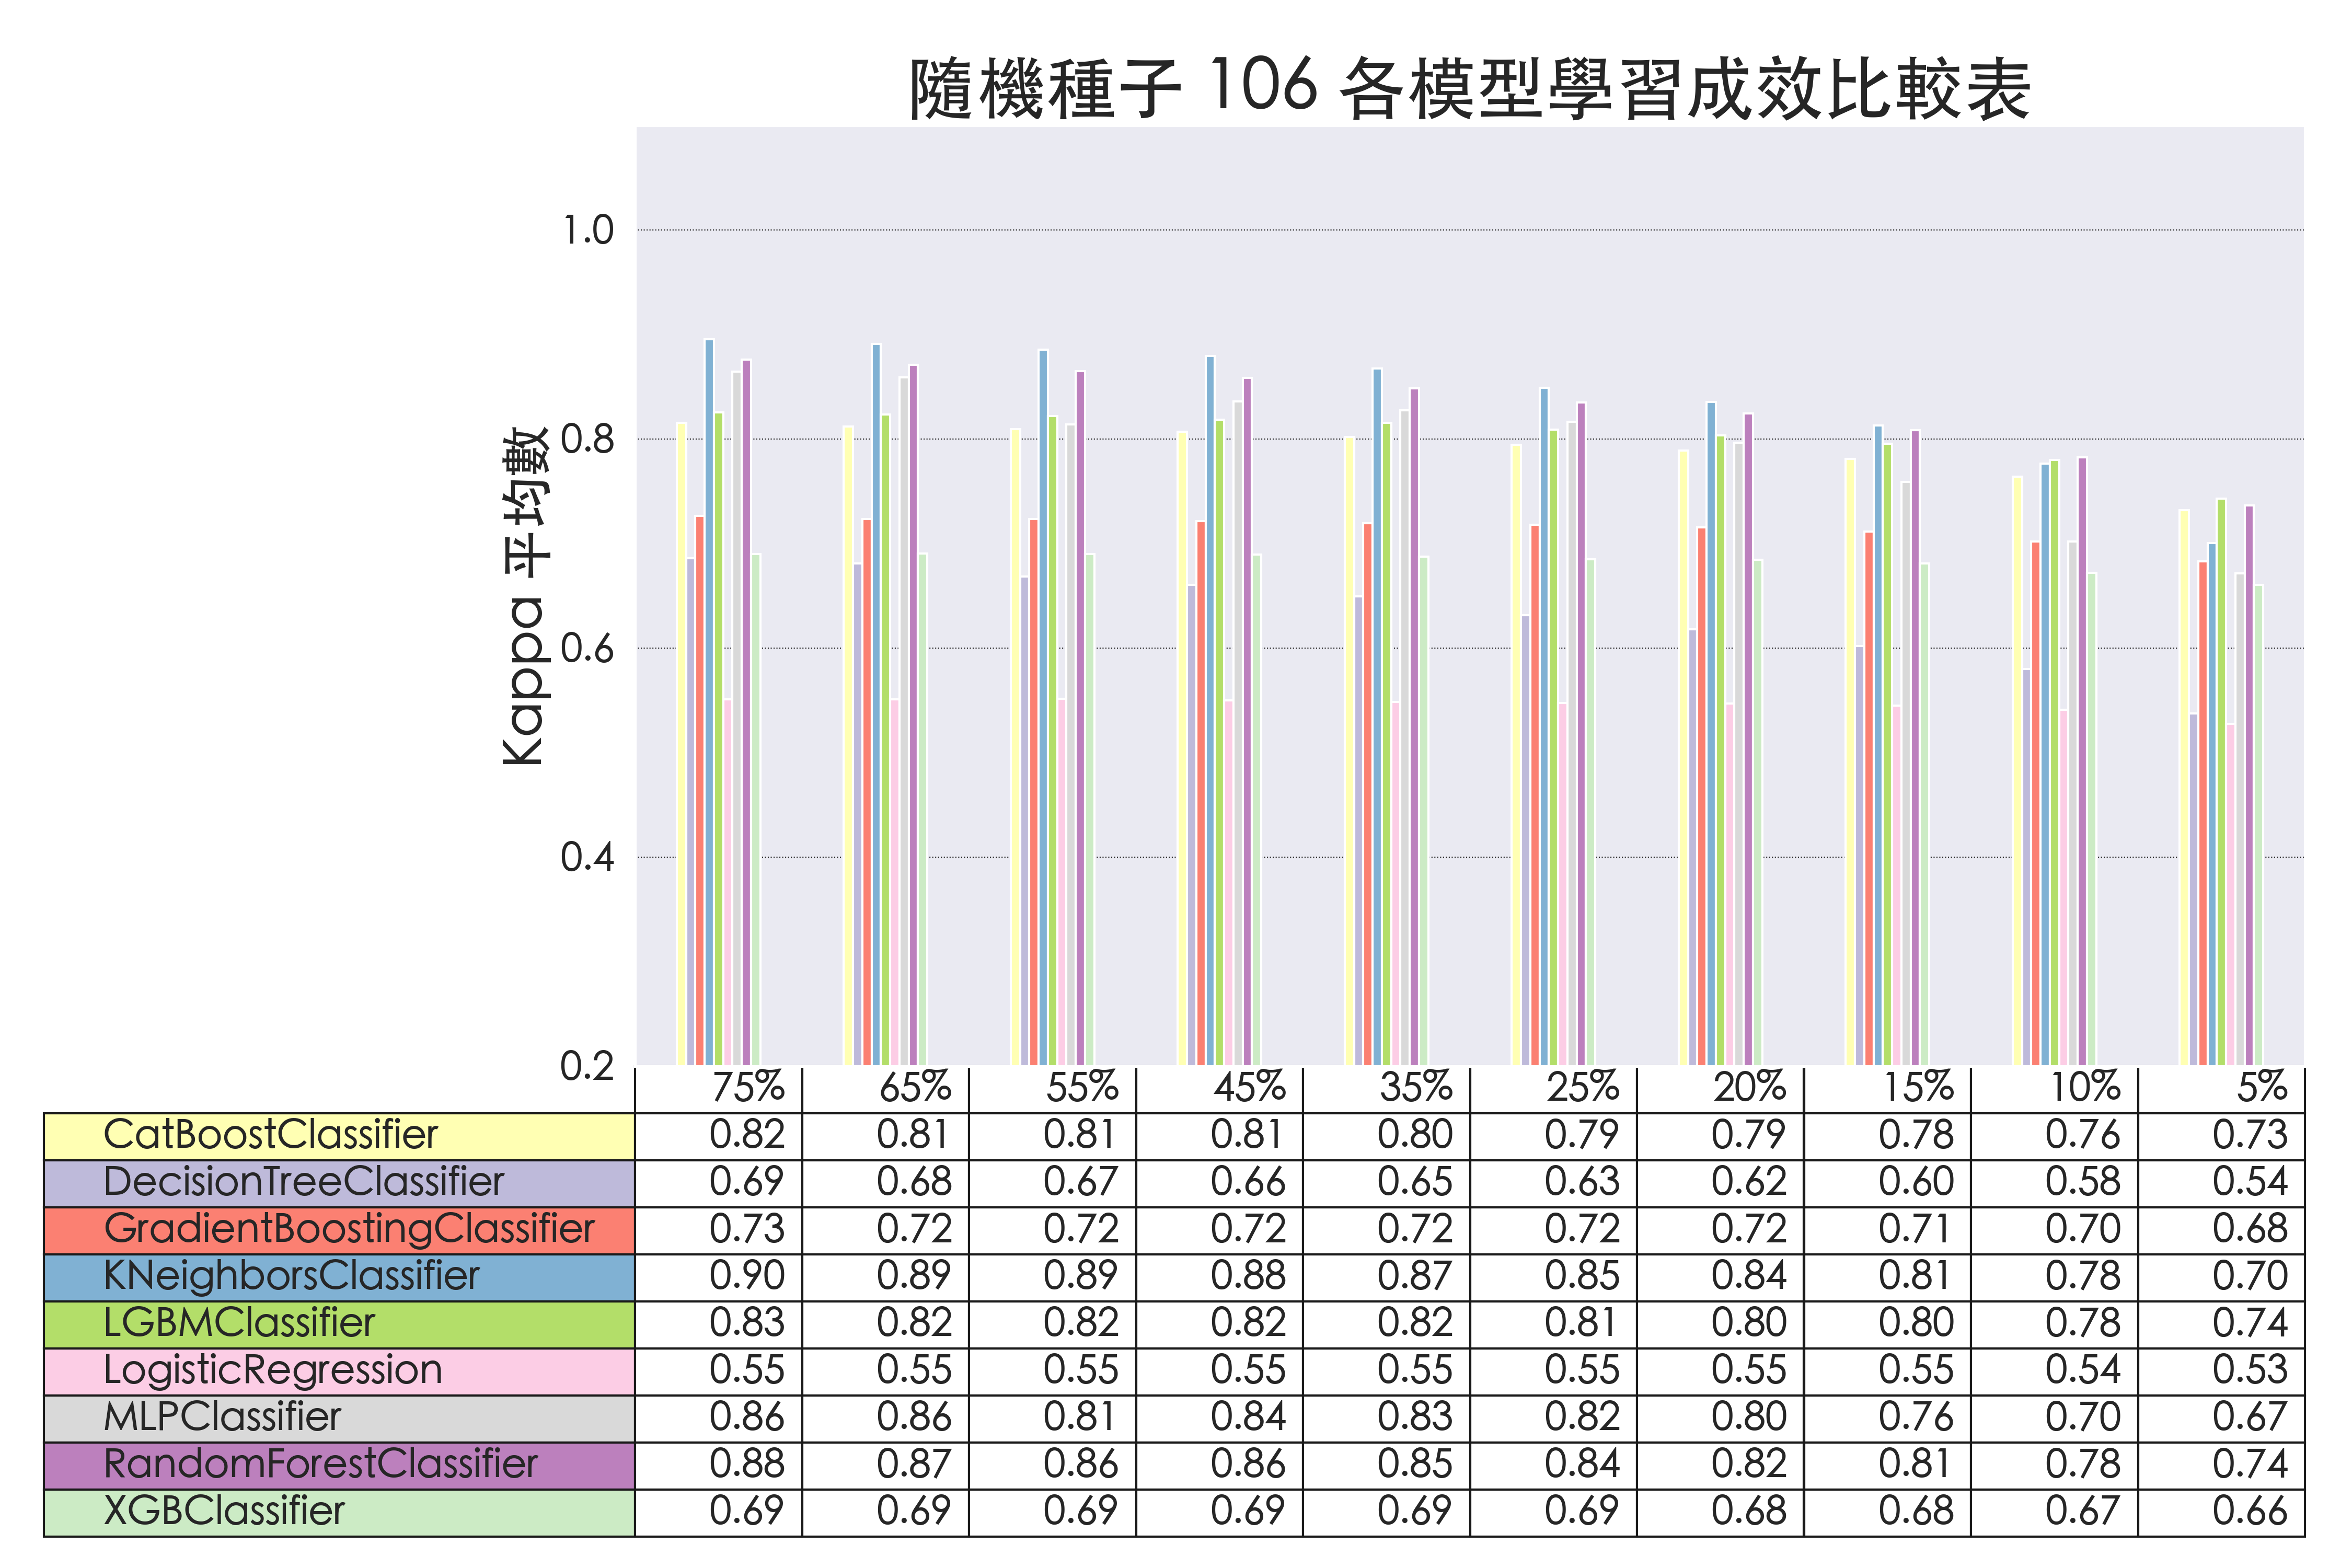 隨機種子 106 各模型學習成效比較表
Kappa 平均數
1.0
0.8
0.6
0.4
0.2
75% 65% 55% 45% 35% 25% 20% 15% 10% 5%
CatBoostClassifier 0.82 0.81 0.81 0.81 0.80 0.79 0.79 0.78 0.76 0.73
DecisionTreeClassifier 0.69 0.68 0.67 0.66 0.65 0.63 0.62 0.60 0.58 0.54
GradientBoostingClassifier 0.73 0.72 0.72 0.72 0.72 0.72 0.72 0.71 0.70 0.68
KNeighborsClassifier 0.90 0.89 0.89 0.88 0.87 0.85 0.84 0.81 0.78 0.70
LGBMClassifier 0.83 0.82 0.82 0.82 0.82 0.81 0.80 0.80 0.78 0.74
LogisticRegression 0.55 0.55 0.55 0.55 0.55 0.55 0.55 0.55 0.54 0.53
MLPClassifier 0.86 0.86 0.81 0.84 0.83 0.82 0.80 0.76 0.70 0.67
RandomForestClassifier 0.88 0.87 0.86 0.86 0.85 0.84 0.82 0.81 0.78 0.74
XGBClassifier 0.69 0.69 0.69 0.69 0.69 0.69 0.68 0.68 0.67 0.66